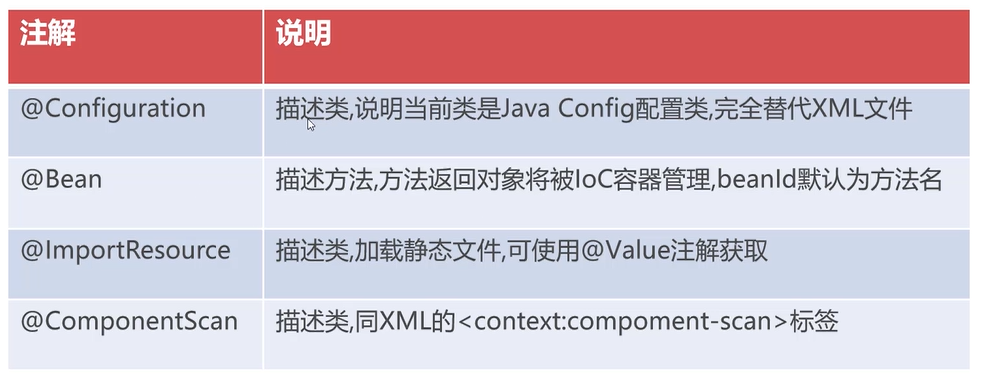 注解 说明
@Configuration 描述类,说明当前类是Java Config配置类,完全替代XML文件
@Bean 描述方法,方法返回对象将被IoC容器管理,beanId默认为方法名
@ImportResource 描述类,加载静态文件,可使用@Value注解获取
@ComponentScan 描述类,同XML的<context:compoment-scan>标签